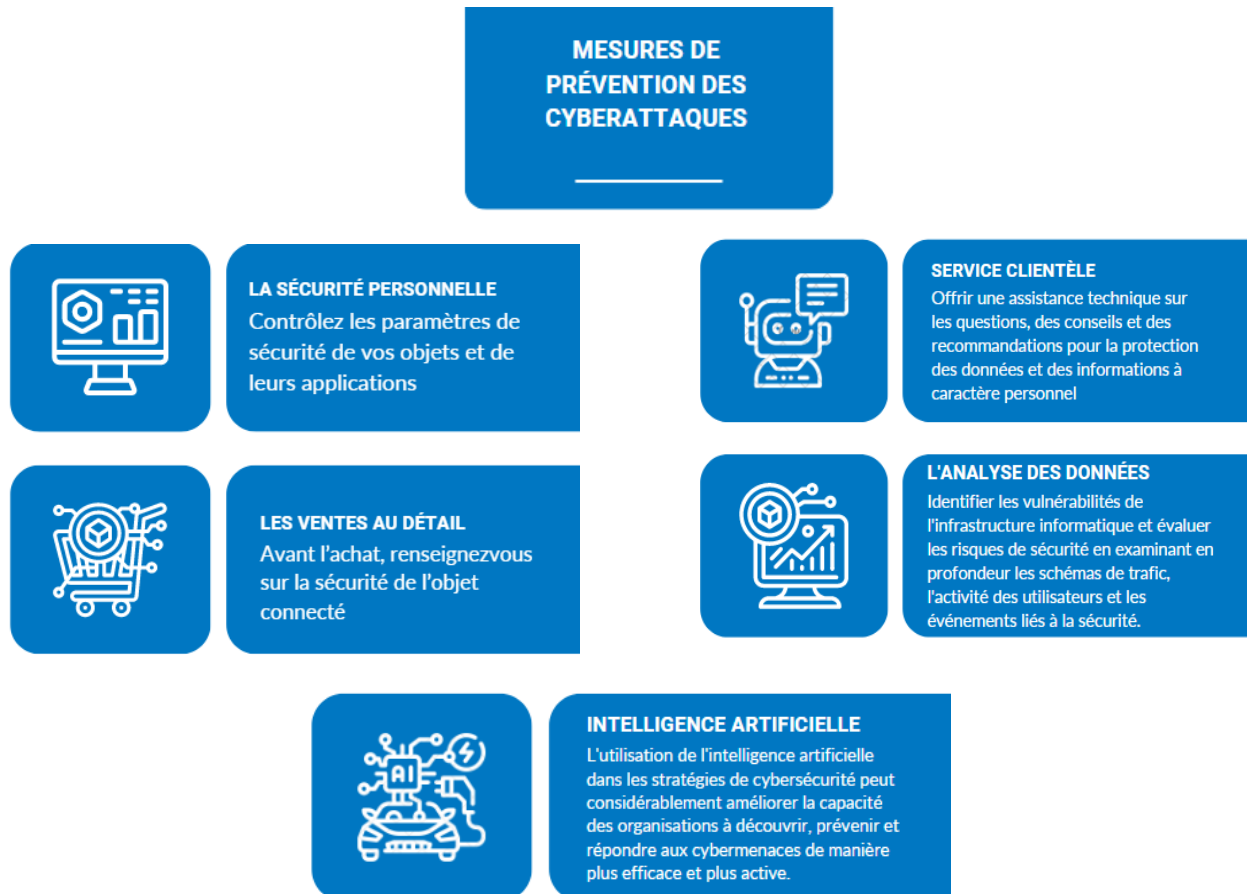 MESURES DE
PRÉVENTION DES
CYBERATTAQUES
LA SÉCURITÉ PERSONNELLE
Contrôlez les paramètres de
sécurité de vos objets et de
leurs applications
SERVICE CLIENTÈLE
Offrir une assistance technique sur
les questions, des conseils et des
recommandations pour la protection
des données et des informations à
caractère personnel
LES VENTES AU DÉTAIL
Avant l'achat, renseignezvous
sur la sécurité de l'objet
connecté
L'ANALYSE DES DONNÉES
Identifier les vulnérabilités de
l'infrastructure informatique et évaluer
les risques de sécurité en examinant en
profondeur les schémas de trafic,
l'activité des utilisateurs et les
événements liés à la sécurité.
AI
INTELLIGENCE ARTIFICIELLE
L'utilisation de l'intelligence artificielle
dans les stratégies de cybersécurité peut
considérablement améliorer la capacité
des organisations à découvrir, prévenir et
répondre aux cybermenaces de manière
plus efficace et plus active.